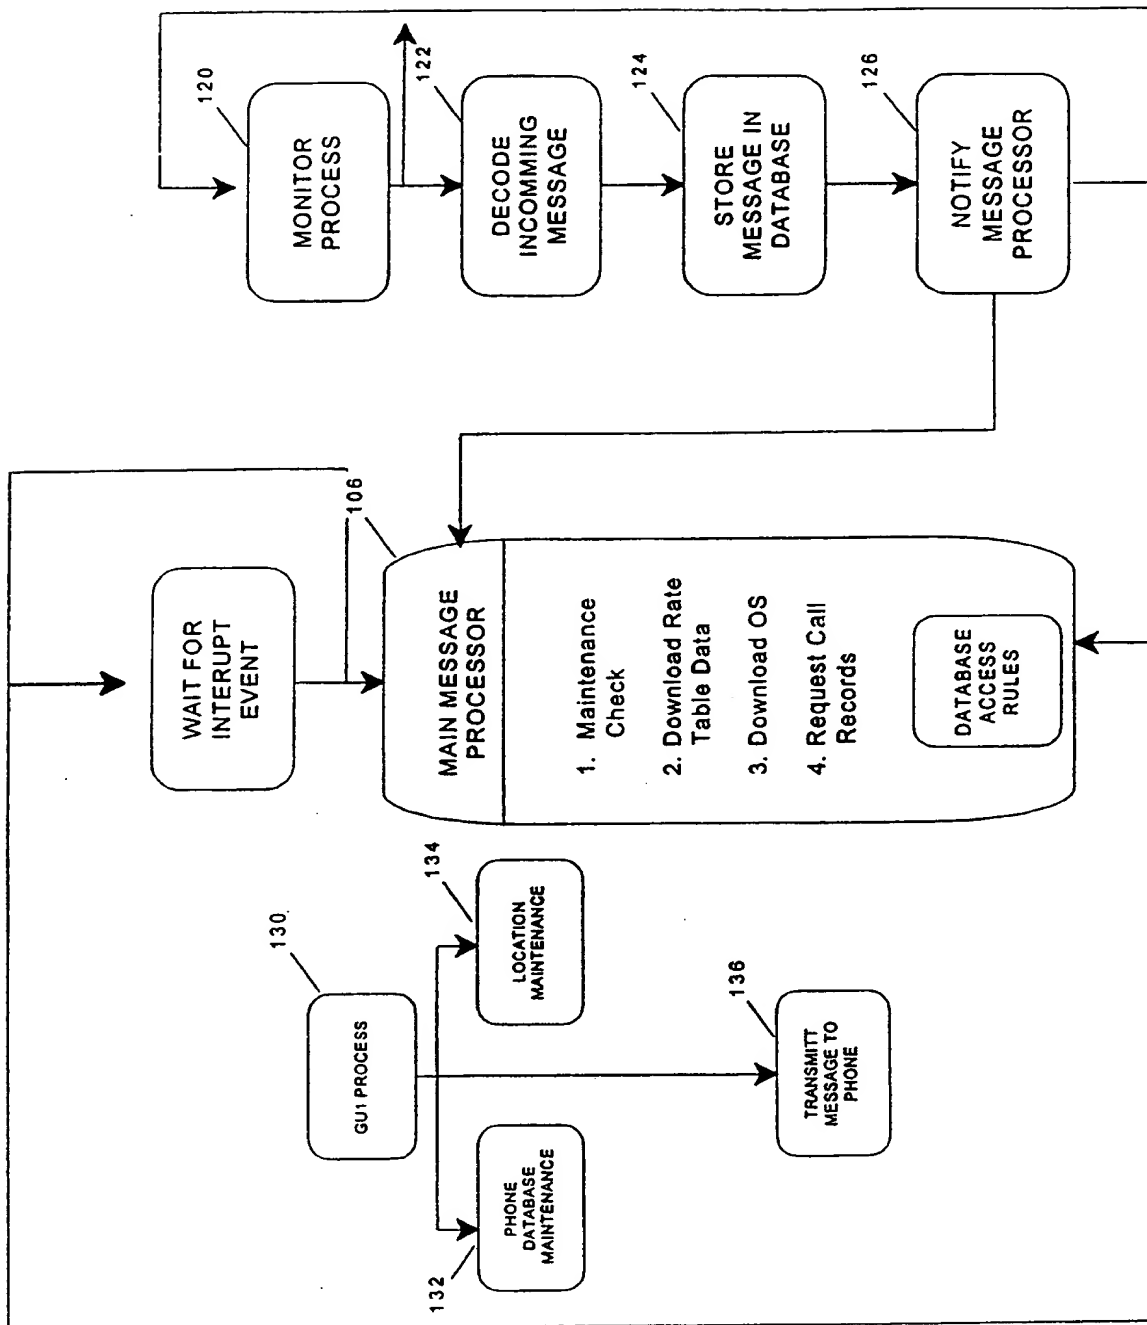 120
MONITOR
PROCESS
122
DECODE
INCOMMING
MESSAGE
124
STORE
MESSAGE IN
DATABASE
126
NOTIFY
MESSAGE
PROCESSOR
WAIT FOR
INTERUPT
EVENT
106
MAIN MESSAGE
PROCESSOR
1. Maintenance
Check
2. Download Rate
Table Data
3. Download OS
4. Request Call
Records
DATABASE
ACCESS
RULES
130
GU1 PROCESS
134
LOCATION
MAINTENANCE
132
PHONE
DATABASE
MAINTENANCE
136
TRANSMITT
MESSAGE TO
PHONE